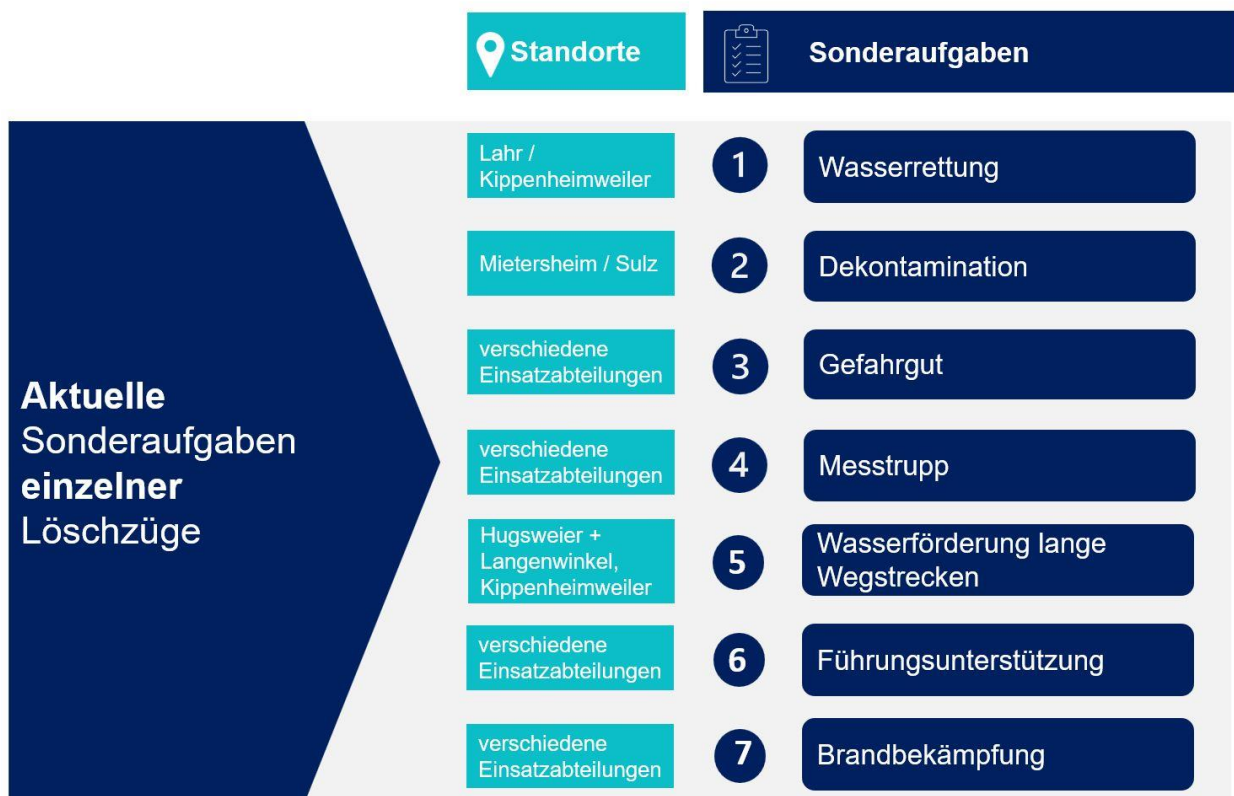 Standorte
Sonderaufgaben
Aktuelle
Sonderaufgaben
einzelner
Löschzüge
Lahr /
Kippenheimweiler
1
Wasserrettung
Mietersheim / Sulz
2
Dekontamination
verschiedene
Einsatzabteilungen
3
Gefahrgut
verschiedene
Einsatzabteilungen
4
Messtrupp
Hugsweier +
Langenwinkel,
Kippenheimweiler
5
Wasserförderung lange
Wegstrecken
verschiedene
Einsatzabteilungen
6
Führungsunterstützung
verschiedene
Einsatzabteilungen
7
Brandbekämpfung